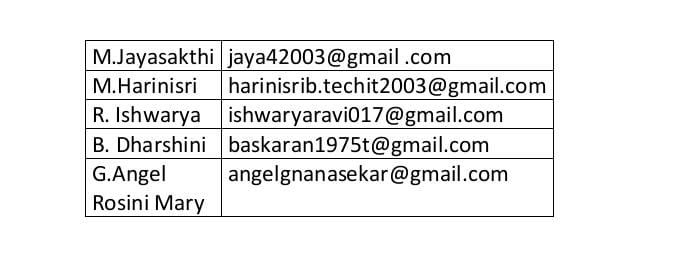 M.Jayasakthi jaya42003@gmail .com
M.Harinisri harinisrib.techit2003@gmail.com
R. Ishwarya ishwaryaravi017@gmail.com
B. Dharshini baskaran1975t@gmail.com
G.Angel angelgnanasekar@gmail.com
Rosini Mary